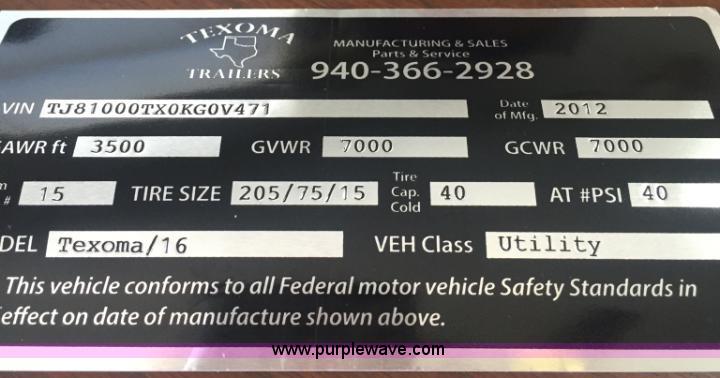 TEXOMA
TRAILERS
MANUFACTURING & SALES
Parts & Service
940-366-2928
VIN TJ81000TX0KG0V471 Date of Mfg. 2012
AWR ft 3500 GVWR 7000 GCWR 7000
m # 15 TIRE SIZE 205/75/15 Tire Cap. Cold 40 AT #PSI 40
DEL Texoma/16 VEH Class Utility
This vehicle conforms to all Federal motor vehicle Safety Standards in
effect on date of manufacture shown above.
www.purplewave.com